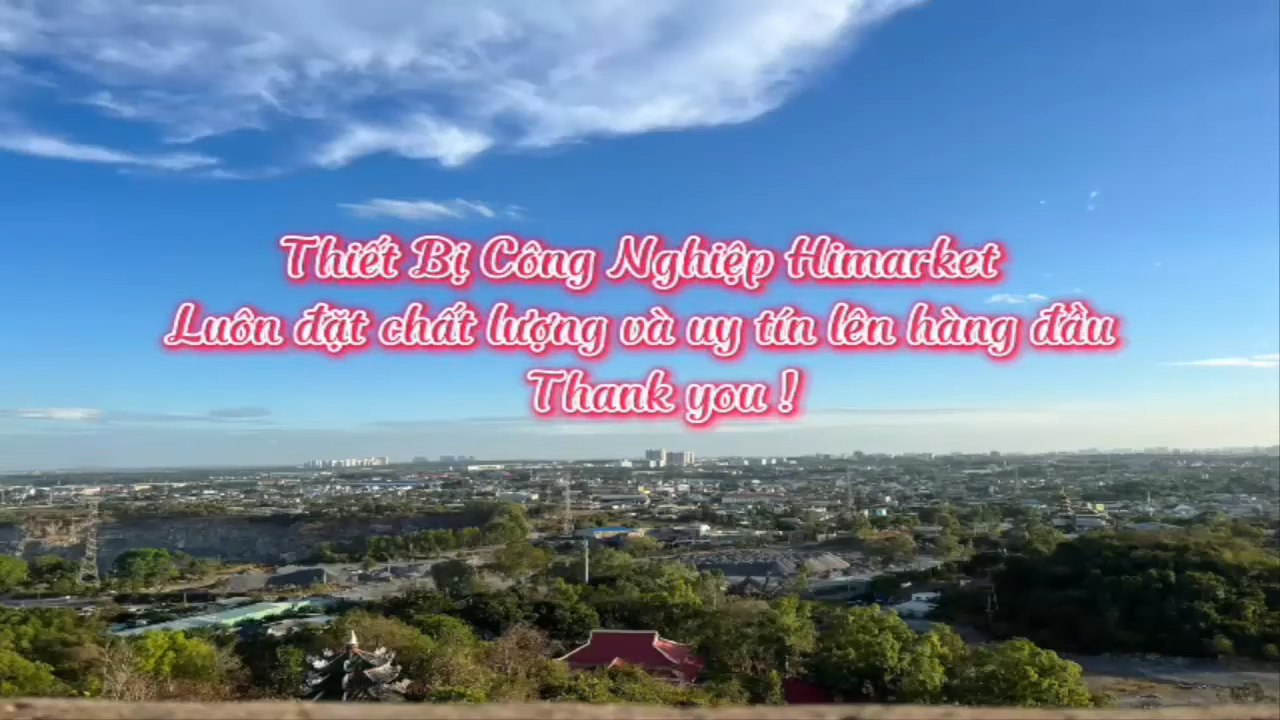 Thiết Bị Công Nghiệp Himarket
Luôn đặt chất lượng và uy tín lên hàng đầu
Thank you !